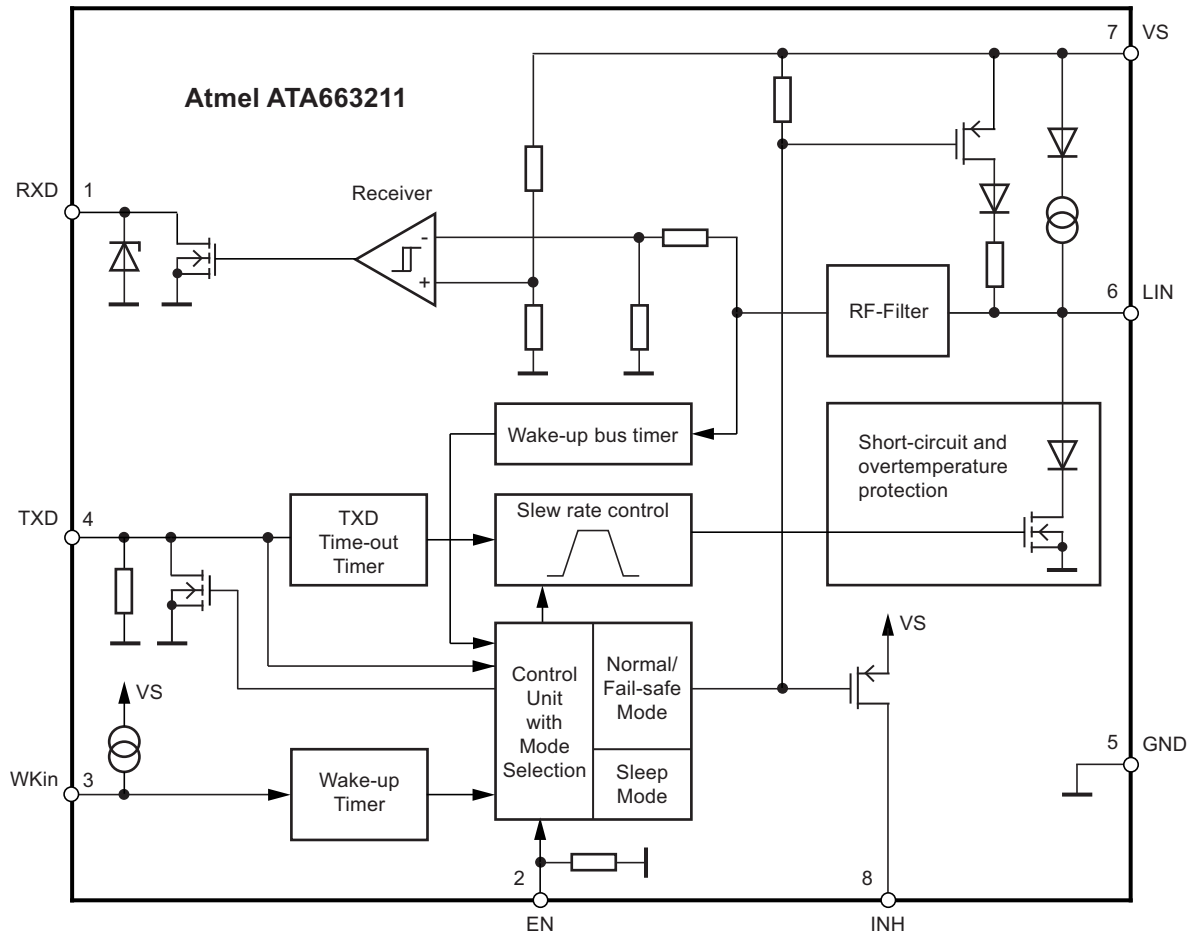 7 VS
Atmel ATA663211
RXD 1
Receiver
-
+
RF-Filter
6 LIN
Wake-up bus timer
Short-circuit and
overtemperature
protection
TXD 4
TXD
Time-out
Timer
Slew rate control
VS
Control
Unit
with
Mode
Selection
Normal/
Fail-safe
Mode
Sleep
Mode
VS
5 GND
WKin 3
Wake-up
Timer
2
EN
8
INH